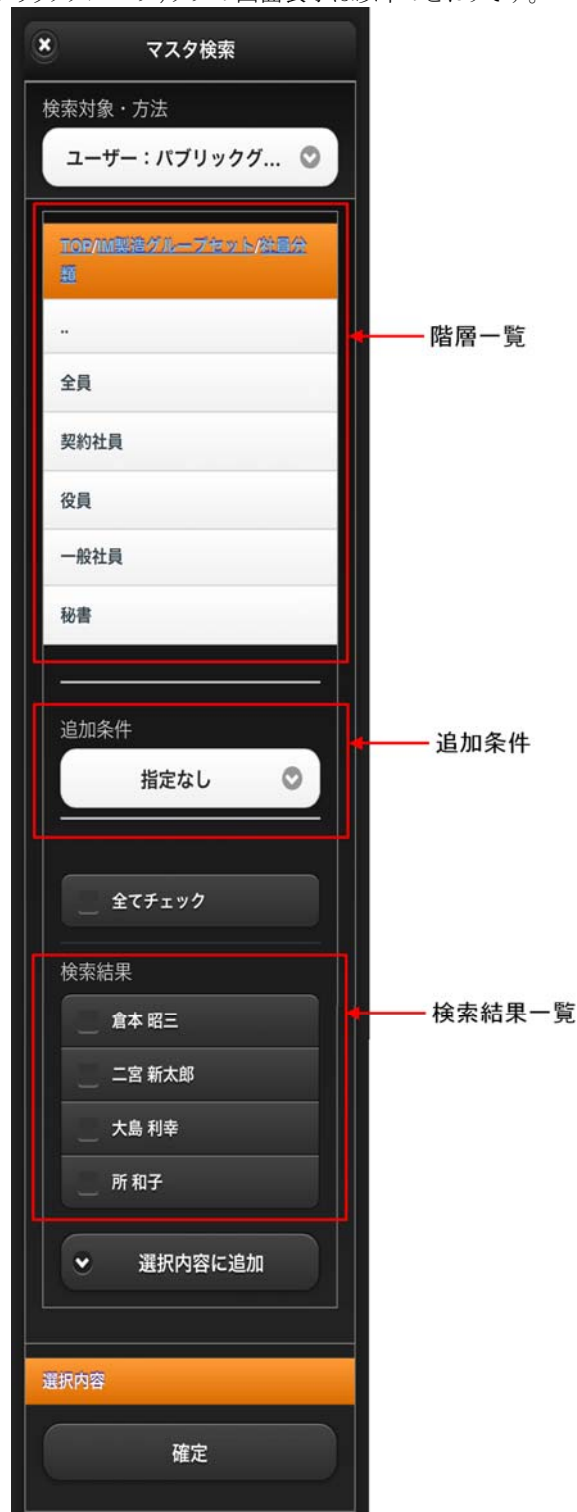 マスタ検索
検索対象・方法
ユーザー：パブリックグ...
TOP/IM製造グループセット/社員分
類
..
階層一覧
全員
契約社員
役員
一般社員
秘書
追加条件
追加条件
指定なし
全てチェック
検索結果
検索結果一覧
倉本 昭三
二宮 新太郎
大島 利幸
所 和子
選択内容に追加
選択内容
確定